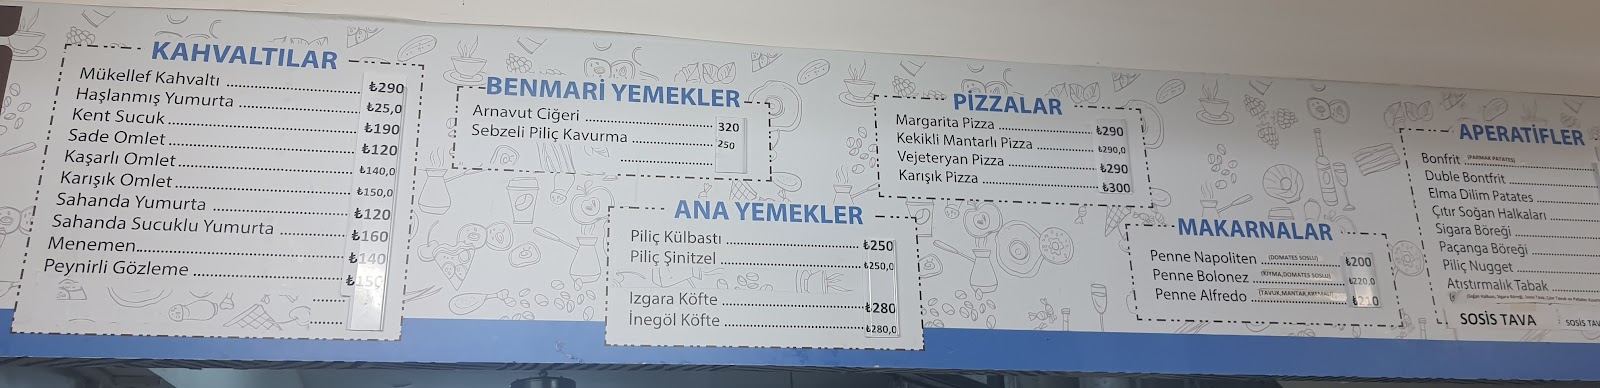 KAHVALTILAR
Mükellef Kahvaltı ₺290
Haşlanmış Yumurta ₺25,0
Kent Sucuk ₺190
Sade Omlet ₺120
Kaşarlı Omlet ₺140,0
Karışık Omlet ₺150,0
Sahanda Yumurta ₺120
Sahanda Sucuklu Yumurta ₺160
Menemen ₺140
Peynirli Gözleme ₺150
BENMARİ YEMEKLER
Arnavut Ciğeri 320
Sebzeli Piliç Kavurma 250
ANA YEMEKLER
Piliç Külbastı ₺250
Piliç Şinitzel ₺250,0
Izgara Köfte ₺280
İnegöl Köfte ₺280,0
PİZZALAR
Margarita Pizza ₺290
Kekikli Mantarlı Pizza ₺290,0
Vejeteryan Pizza ₺290
Karışık Pizza ₺300
MAKARNALAR
Penne Napoliten (DOMATES SOSLU) ₺200
Penne Bolonez (KIYMA,DOMATES SOSLU) ₺220,0
Penne Alfredo ₺210
APERATİFLER
Bonfrit (PARMAK PATATES)
Duble Bontfrit
Elma Dilim Patates
Çıtır Soğan Halkaları
Sigara Böreği
Paçanga Böreği
Piliç Nugget
Atıştırmalık Tabak
SOSİS TAVA SOSİS